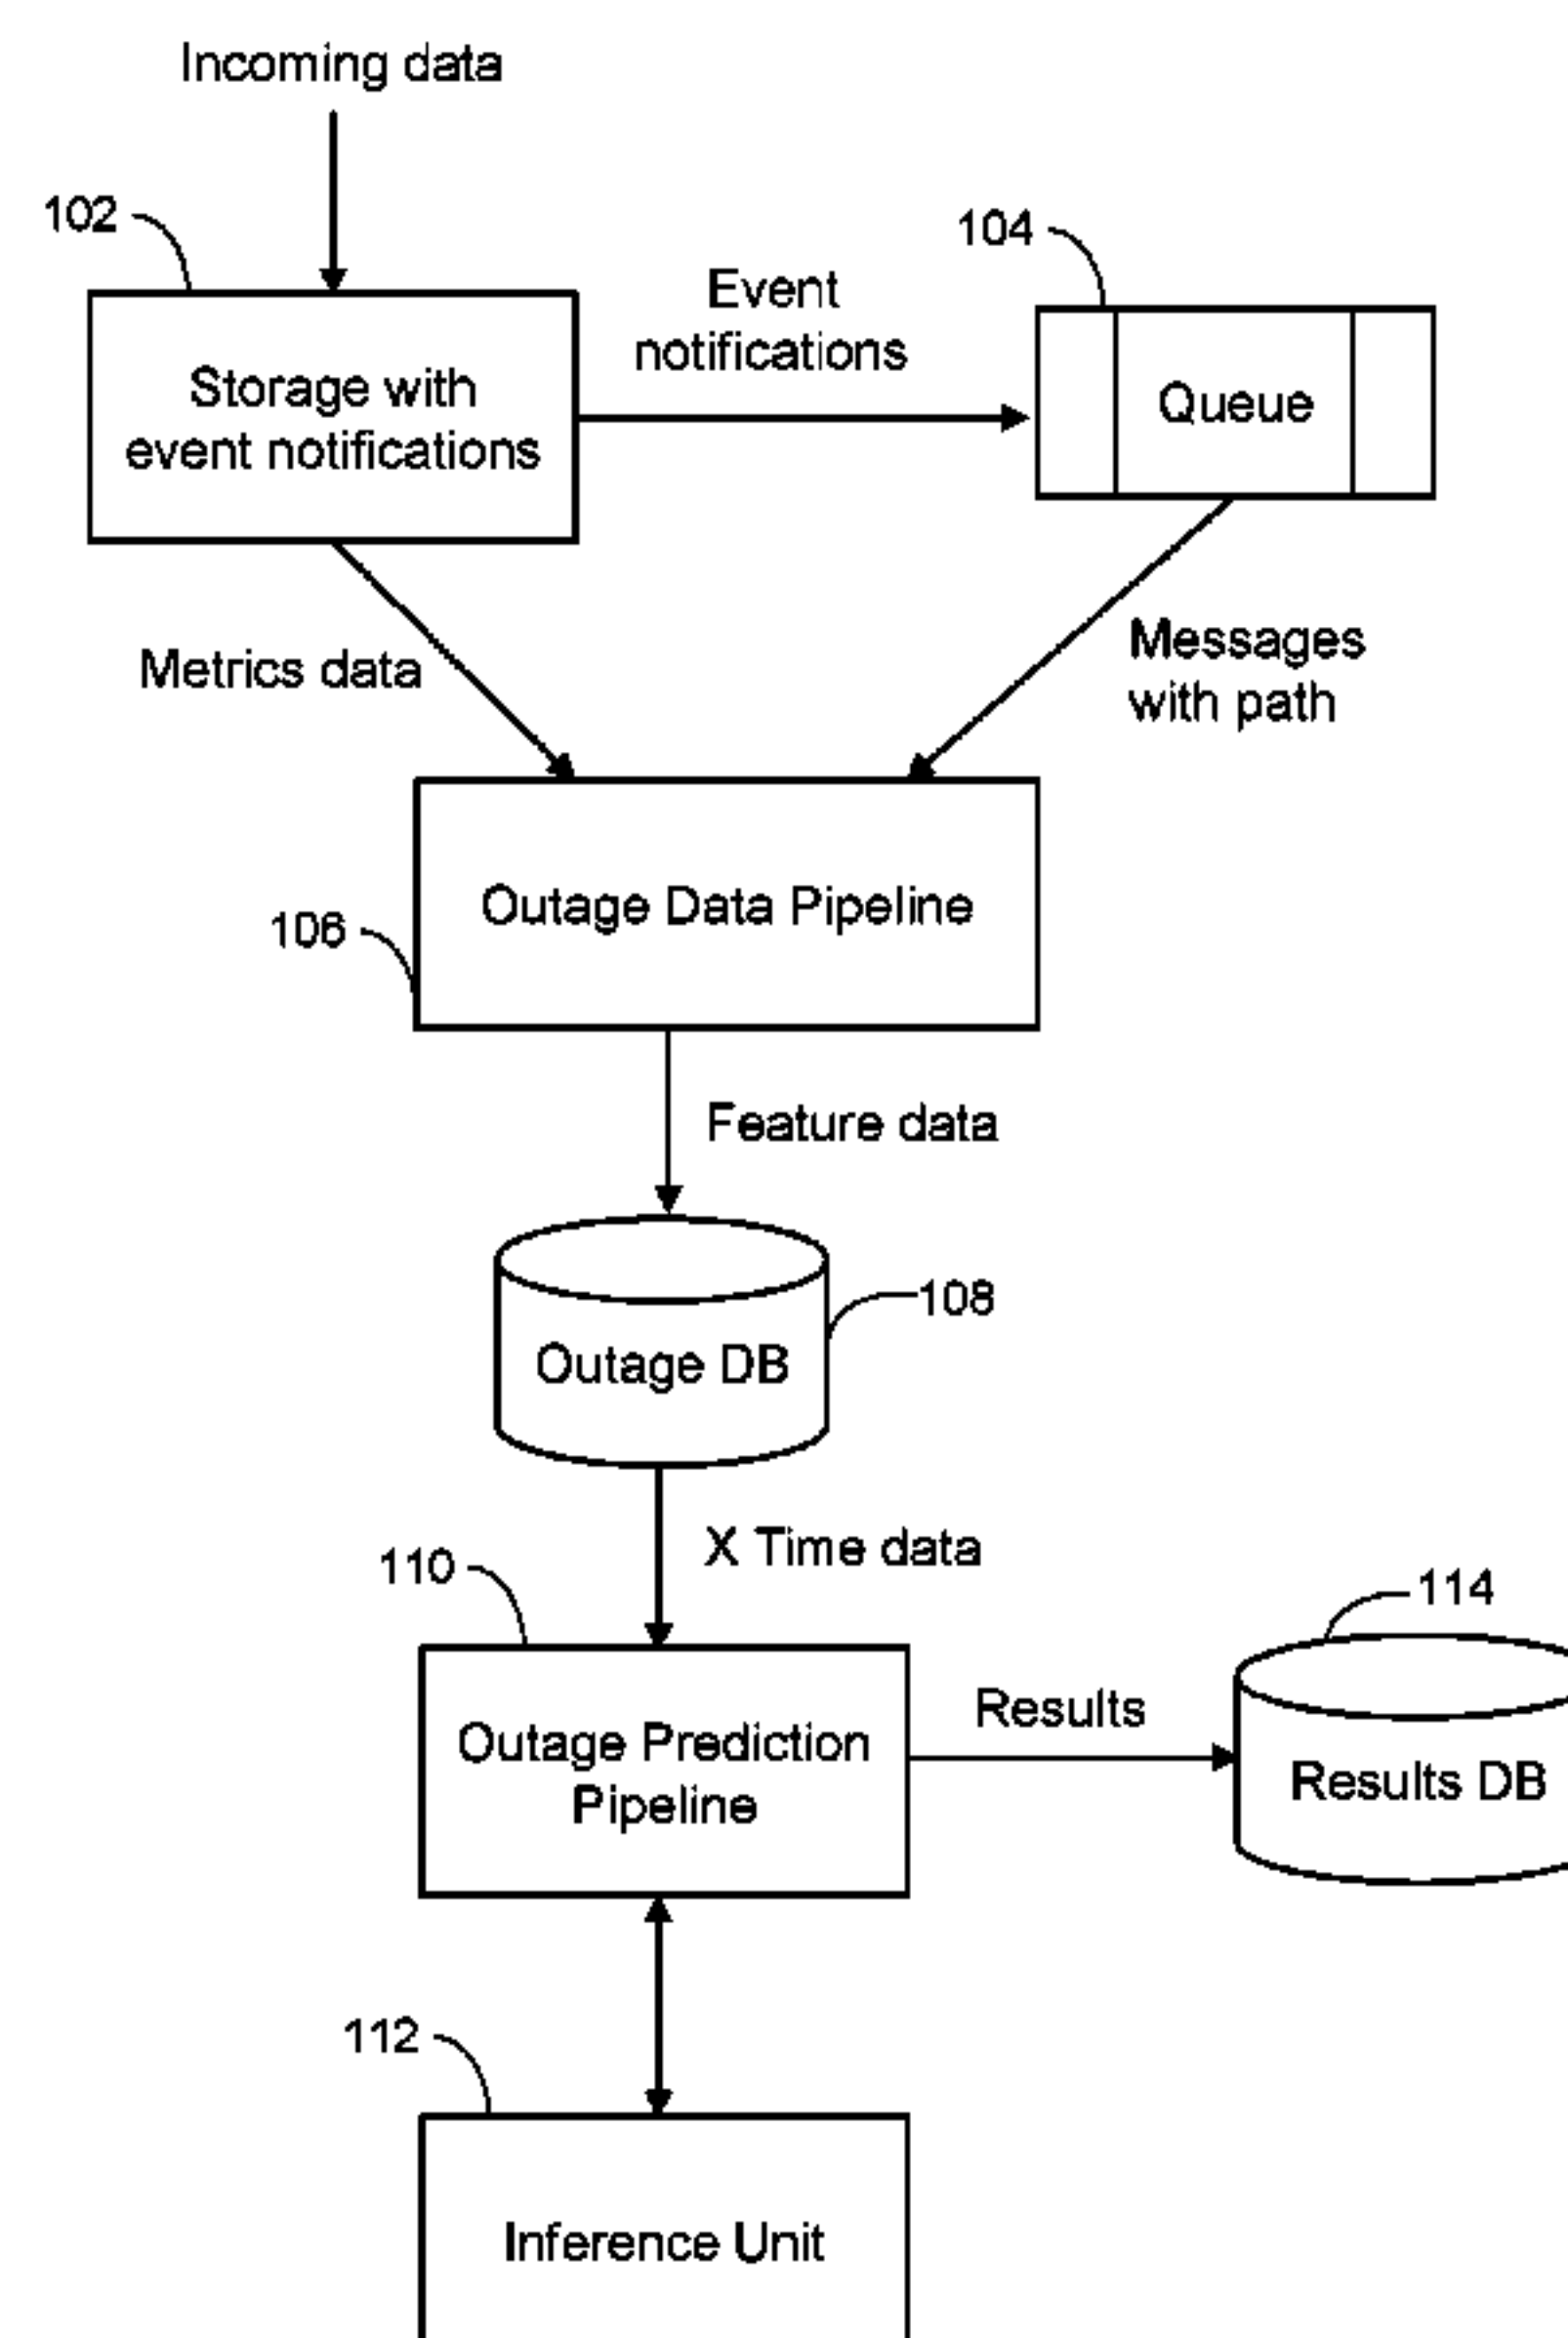 Incoming data
102
104
Event
notifications
Storage with
event notifications
Queue
Metrics data
Messages
with path
106
Outage Data Pipeline
Feature data
108
Outage DB
X Time data
110
114
Results
Outage Prediction
Pipeline
Results DB
112
Inference Unit